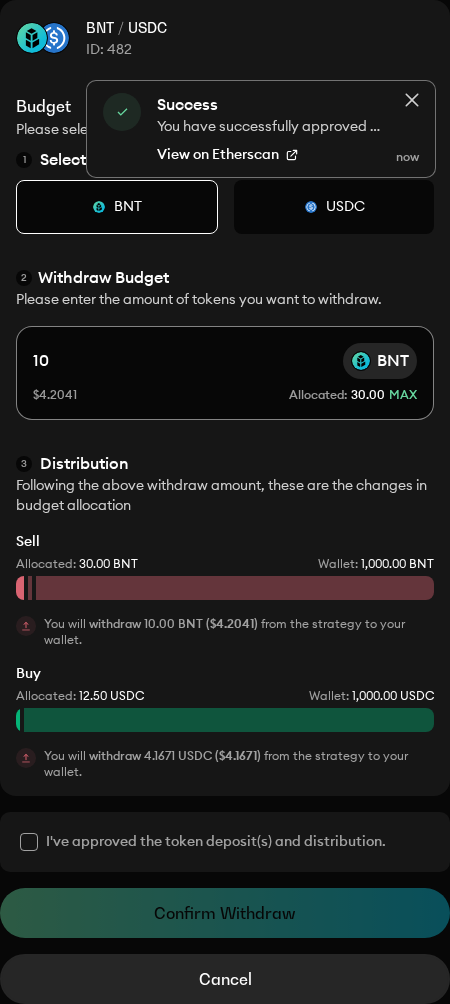 BNT / USDC
ID: 482
Budget
Please sele
Success
You have successfully approved ...
View on Etherscan
now
1 Select
BNT USDC
2 Withdraw Budget
Please enter the amount of tokens you want to withdraw.
10 BNT
$4.2041 Allocated: 30.00 MAX
3 Distribution
Following the above withdraw amount, these are the changes in
budget allocation
Sell
Allocated: 30.00 BNT Wallet: 1,000.00 BNT
You will withdraw 10.00 BNT ($4.2041) from the strategy to your
wallet.
Buy
Allocated: 12.50 USDC Wallet: 1,000.00 USDC
You will withdraw 4.1671 USDC ($4.1671) from the strategy to your
wallet.
I've approved the token deposit(s) and distribution.
Confirm Withdraw
Cancel